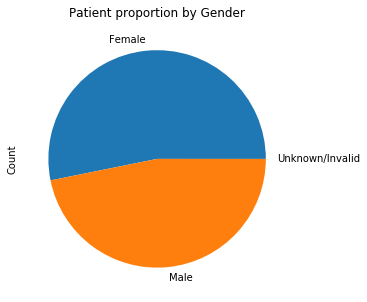 Patient proportion by Gender
Female
Count
Unknown/Invalid
Male